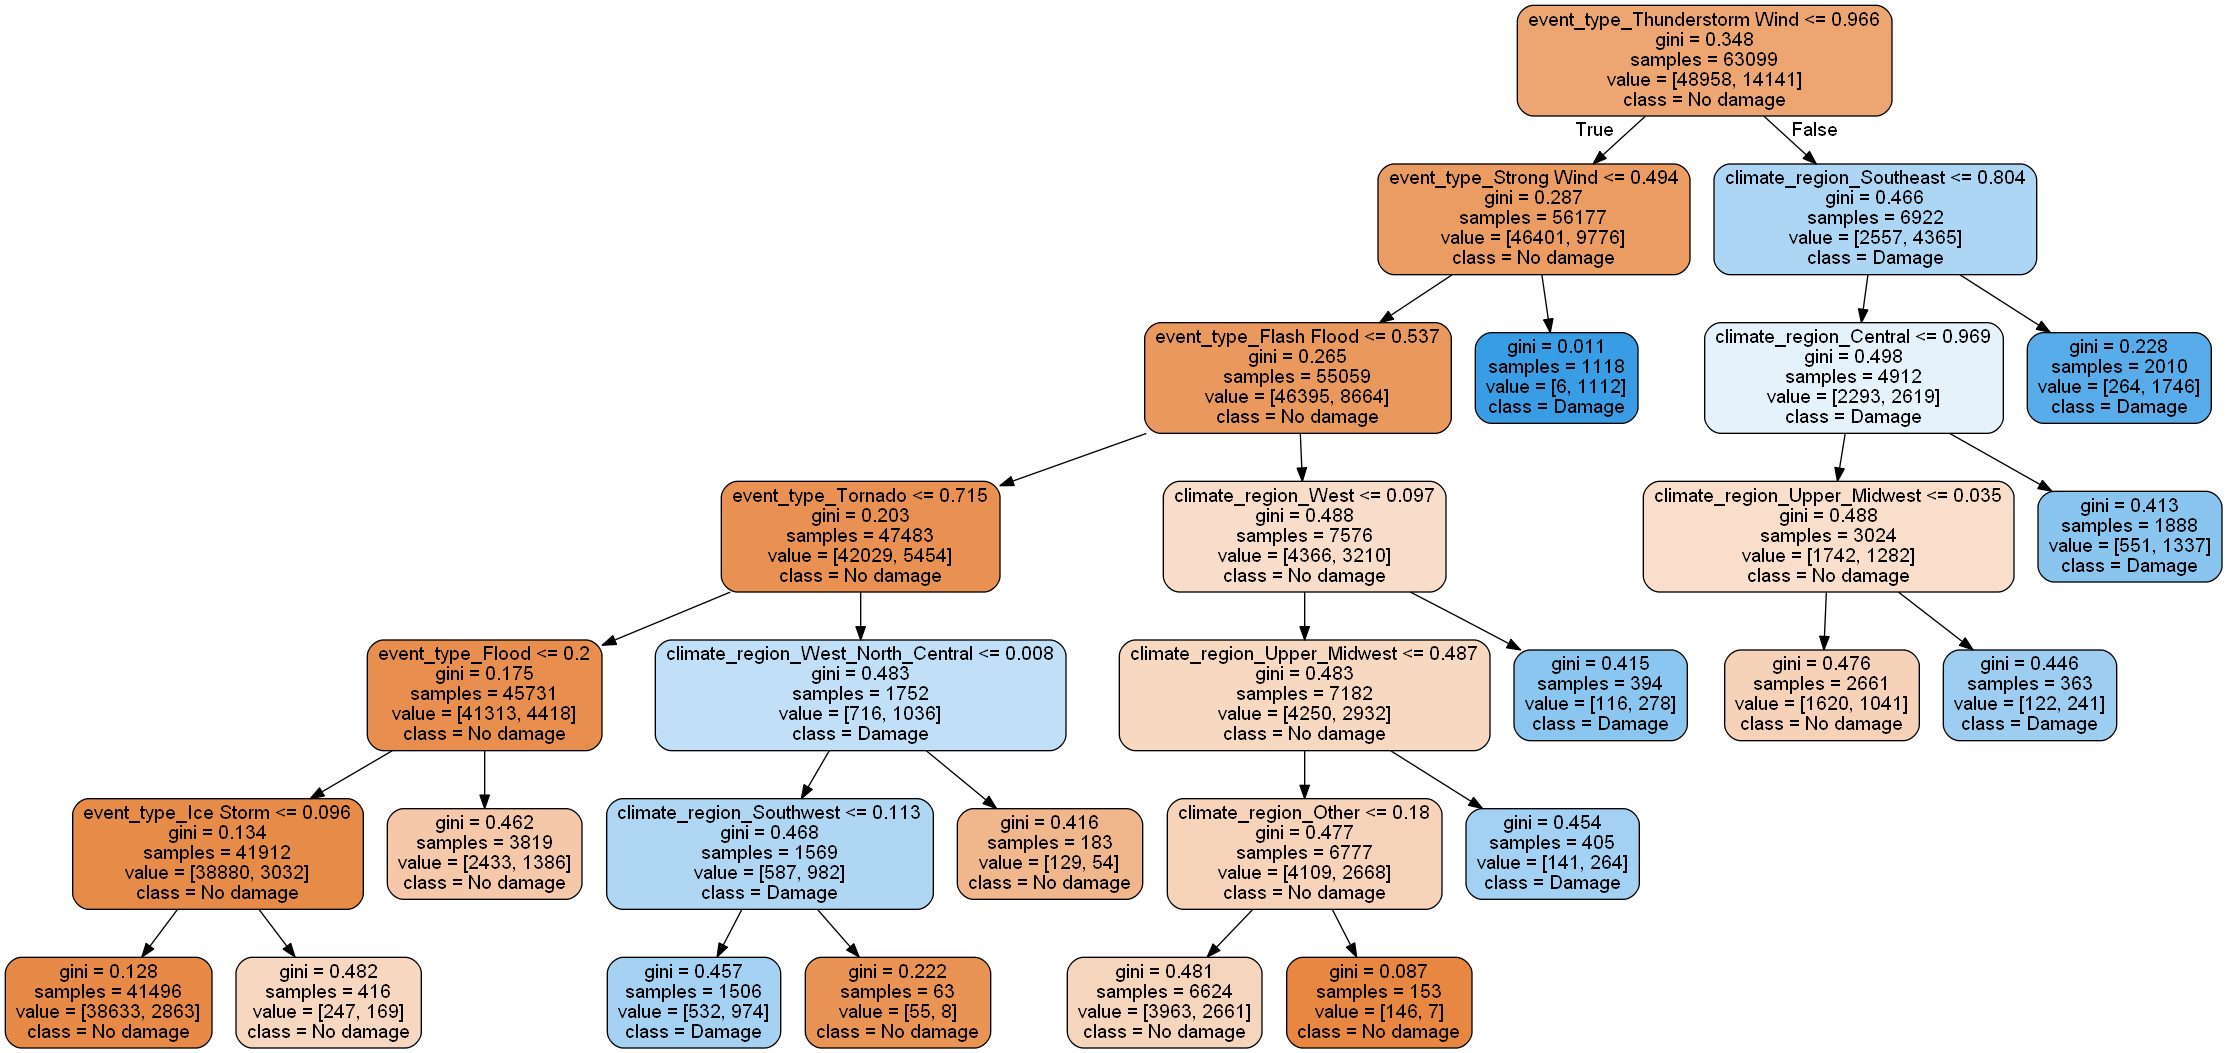 event_type_Thunderstorm Wind <= 0.966
gini = 0.348
samples = 63099
value = [48958, 14141]
class = No damage
True
False
event_type_Strong Wind <= 0.494
gini = 0.287
samples = 56177
value = [46401, 9776]
class = No damage
climate_region_Southeast <= 0.804
gini = 0.466
samples = 6922
value = [2557, 4365]
class = Damage
event_type_Flash Flood <= 0.537
gini = 0.265
samples = 55059
value = [46395, 8664]
class = No damage
gini = 0.011
samples = 1118
value = [6, 1112]
class = Damage
climate_region_Central <= 0.969
gini = 0.498
samples = 4912
value = [2293, 2619]
class = Damage
gini = 0.228
samples = 2010
value = [264, 1746]
class = Damage
event_type_Tornado <= 0.715
gini = 0.203
samples = 47483
value = [42029, 5454]
class = No damage
climate_region_West <= 0.097
gini = 0.488
samples = 7576
value = [4366, 3210]
class = No damage
climate_region_Upper_Midwest <= 0.035
gini = 0.488
samples = 3024
value = [1742, 1282]
class = No damage
gini = 0.413
samples = 1888
value = [551, 1337]
class = Damage
event_type_Flood <= 0.2
gini = 0.175
samples = 45731
value = [41313, 4418]
class = No damage
climate_region_West_North_Central <= 0.008
gini = 0.483
samples = 1752
value = [716, 1036]
class = Damage
climate_region_Upper_Midwest <= 0.487
gini = 0.483
samples = 7182
value = [4250, 2932]
class = No damage
gini = 0.415
samples = 394
value = [116, 278]
class = Damage
gini = 0.476
samples = 2661
value = [1620, 1041]
class = No damage
gini = 0.446
samples = 363
value = [122, 241]
class = Damage
event_type_Ice Storm <= 0.096
gini = 0.134
samples = 41912
value = [38880, 3032]
class = No damage
gini = 0.462
samples = 3819
value = [2433, 1386]
class = No damage
climate_region_Southwest <= 0.113
gini = 0.468
samples = 1569
value = [587, 982]
class = Damage
gini = 0.416
samples = 183
value = [129, 54]
class = No damage
climate_region_Other <= 0.18
gini = 0.477
samples = 6777
value = [4109, 2668]
class = No damage
gini = 0.454
samples = 405
value = [141, 264]
class = Damage
gini = 0.128
samples = 41496
value = [38633, 2863]
class = No damage
gini = 0.482
samples = 416
value = [247, 169]
class = No damage
gini = 0.457
samples = 1506
value = [532, 974]
class = Damage
gini = 0.222
samples = 63
value = [55, 8]
class = No damage
gini = 0.481
samples = 6624
value = [3963, 2661]
class = No damage
gini = 0.087
samples = 153
value = [146, 7]
class = No damage